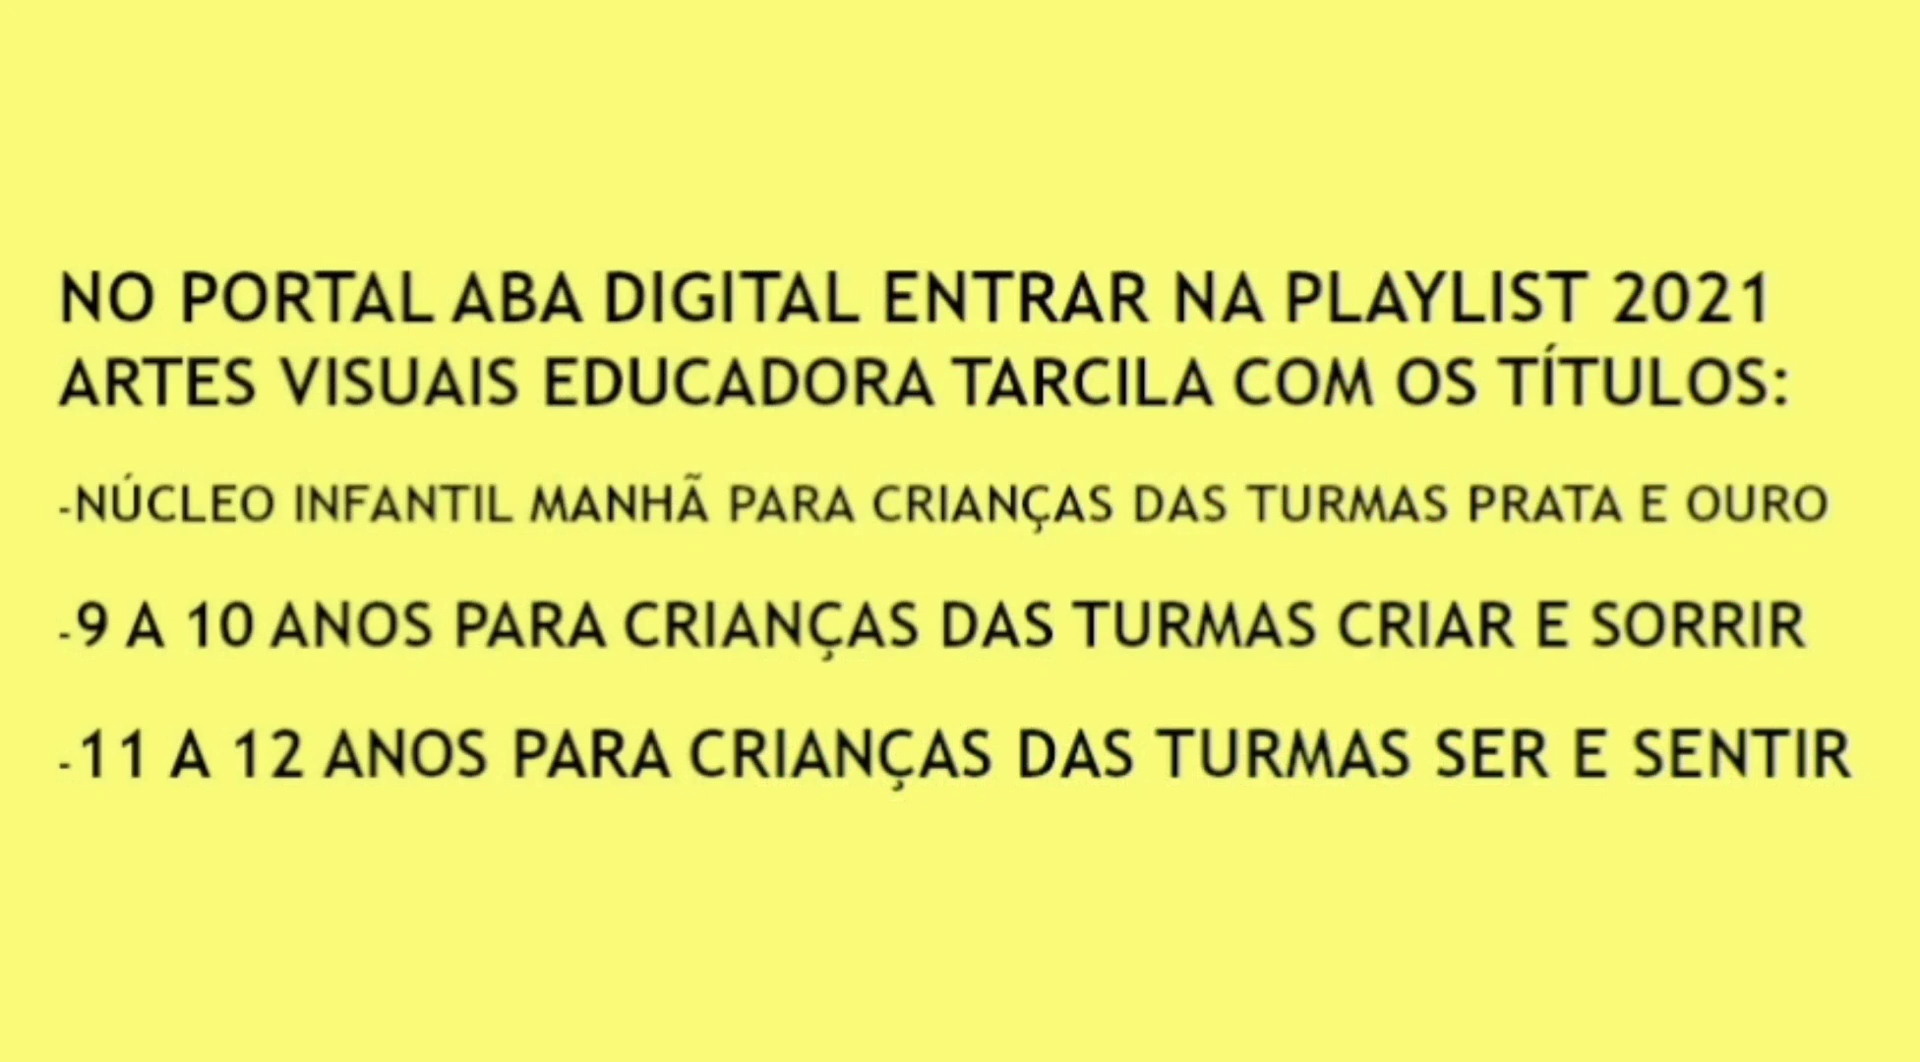 NO PORTAL ABA DIGITAL ENTRAR NA PLAYLIST 2021
ARTES VISUAIS EDUCADORA TARCILA COM OS TÍTULOS:
-NÚCLEO INFANTIL MANHÃ PARA CRIANÇAS DAS TURMAS PRATA E OURO
-9 A 10 ANOS PARA CRIANÇAS DAS TURMAS CRIAR E SORRIR
-11 A 12 ANOS PARA CRIANÇAS DAS TURMAS SER E SENTIR